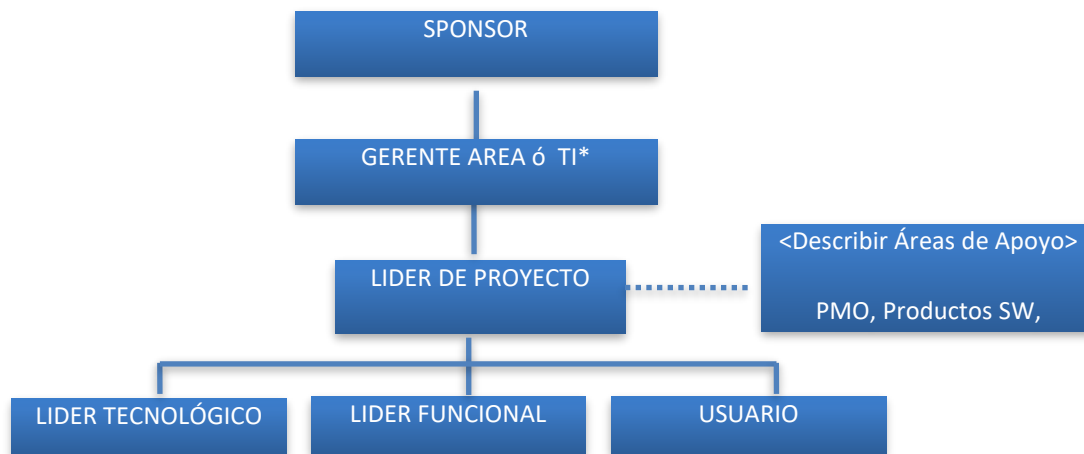 SPONSOR
GERENTE AREA ó TI*
<Describir Áreas de Apoyo>
LIDER DE PROYECTO
PMO, Productos SW,
LIDER TECNOLÓGICO
LIDER FUNCIONAL
USUARIO